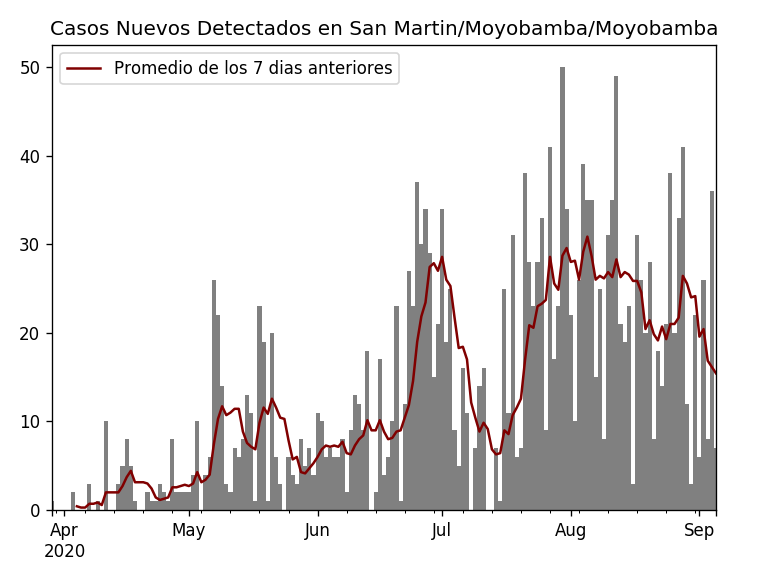 Casos Nuevos Detectados en San Martin/Moyobamba/Moyobamba
Promedio de los 7 dias anteriores
50
40
30
20
10
0
Apr May Jun Jul Aug Sep
2020